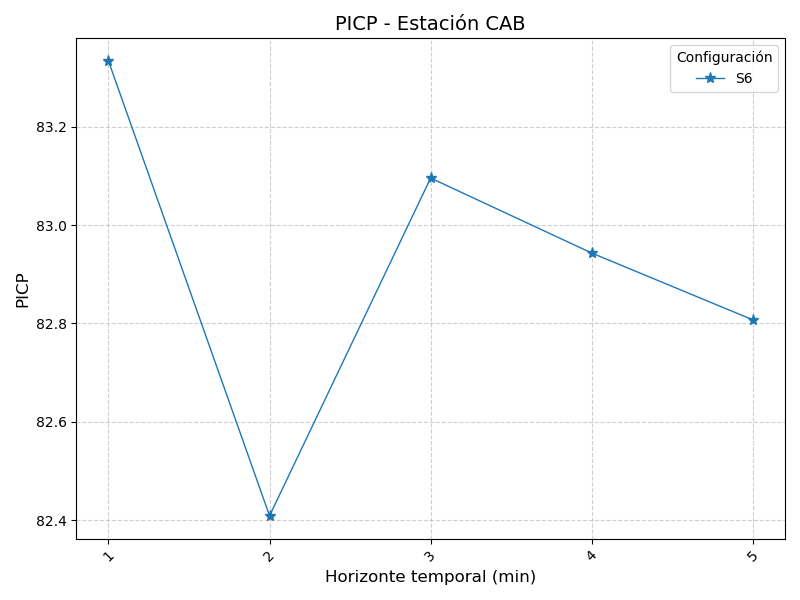 PICP - Estación CAB
Configuración
S6
PICP
83.2
83.0
82.8
82.6
82.4
1
2
3
4
5
Horizonte temporal (min)